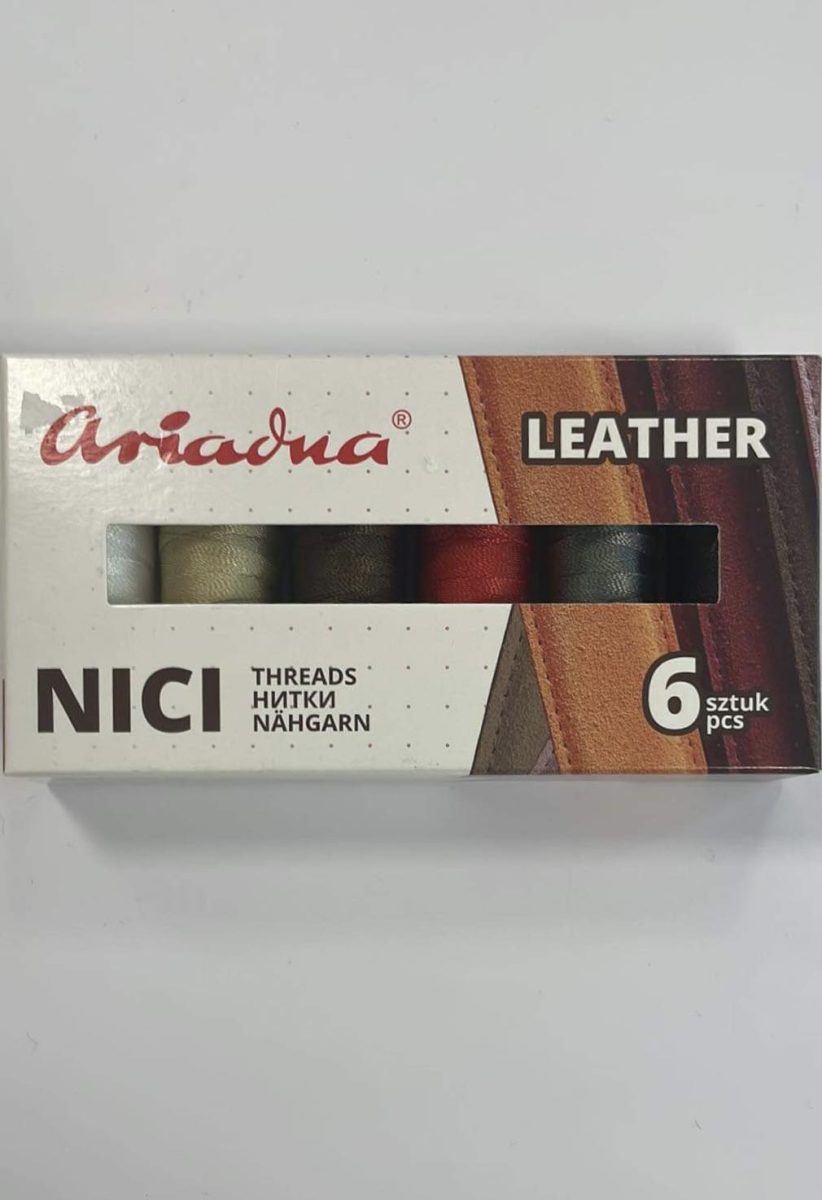 Ariadna®
LEATHER
NICI
THREADS
НИТКИ
NÄHGARN
6 sztuk
pcs